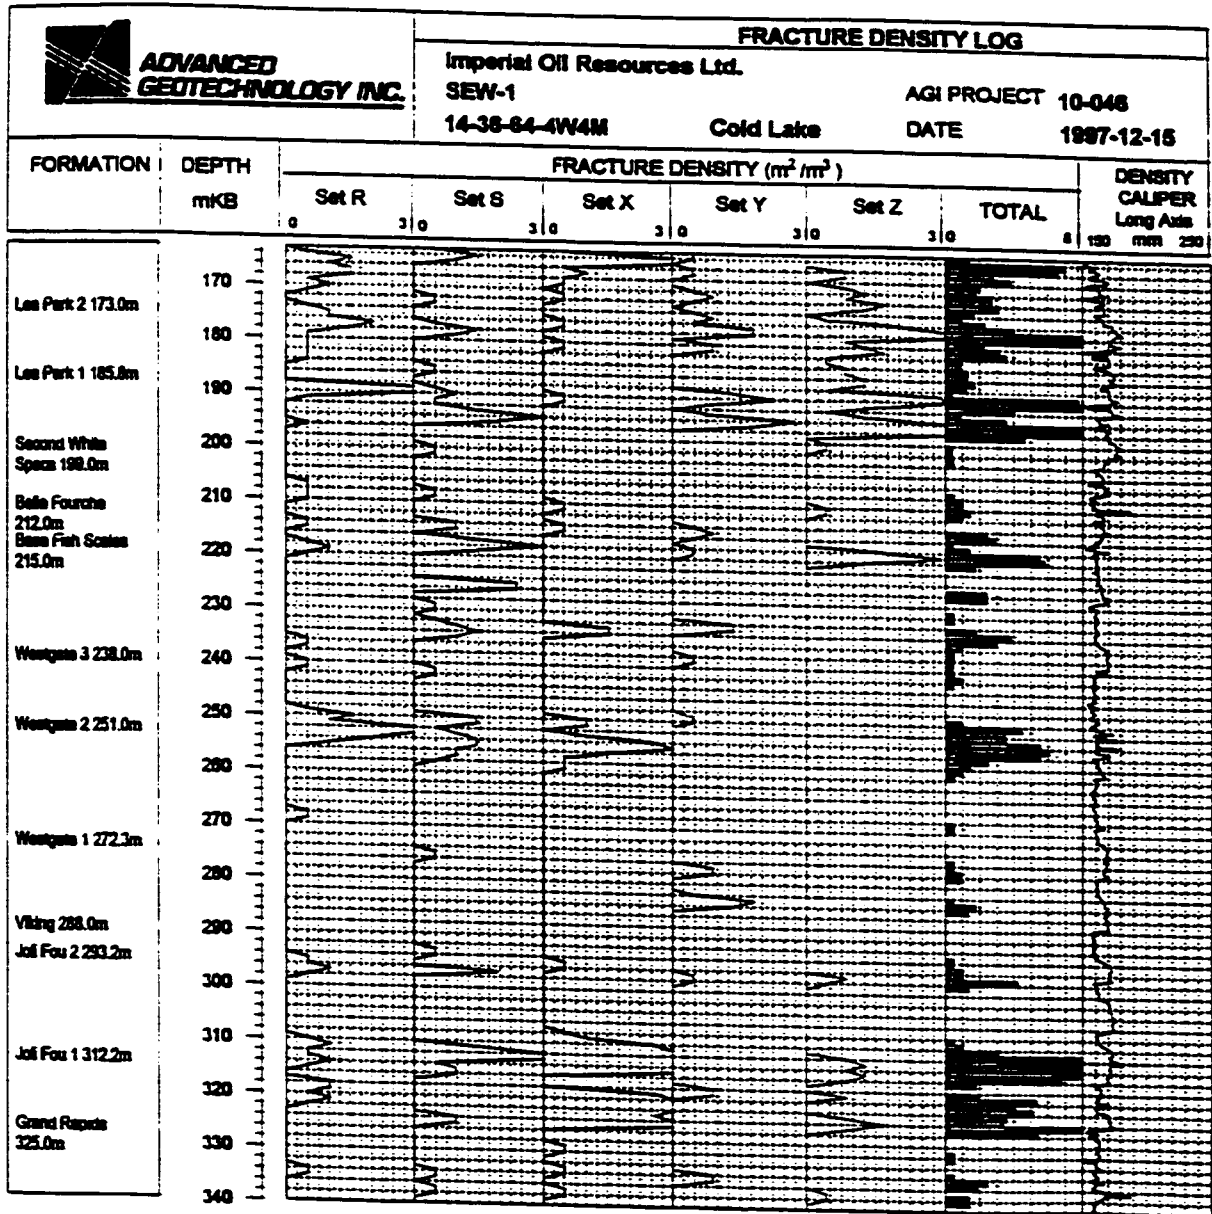 FRACTURE DENSITY LOG
ADVANCED
GEOTECHNOLOGY INC.
Imperial Oil Resources Ltd.
SEW-1
AGI PROJECT 10-046
14-36-64-4W4M Cold Lake DATE 1997-12-15
FORMATION DEPTH FRACTURE DENSITY (m² /m³ ) DENSITY
mKB Set R Set S Set X Set Y Set Z TOTAL CALIPER
Long Axis
0 3 0 3 0 3 0 3 0 3 0 6 150 mm 250
170
Lea Park 2 173.0m
180
Lea Park 1 185.8m
190
Second White 200
Specs 198.0m
Belle Fourche 210
212.0m
Base Fish Scales 220
215.0m
230
Westgate 3 238.0m 240
Westgate 2 251.0m 250
260
Westgate 1 272.3m 270
280
Viking 288.0m 290
Joli Fou 2 293.2m
300
310
Joli Fou 1 312.2m
320
Grand Rapids
325.0m 330
340